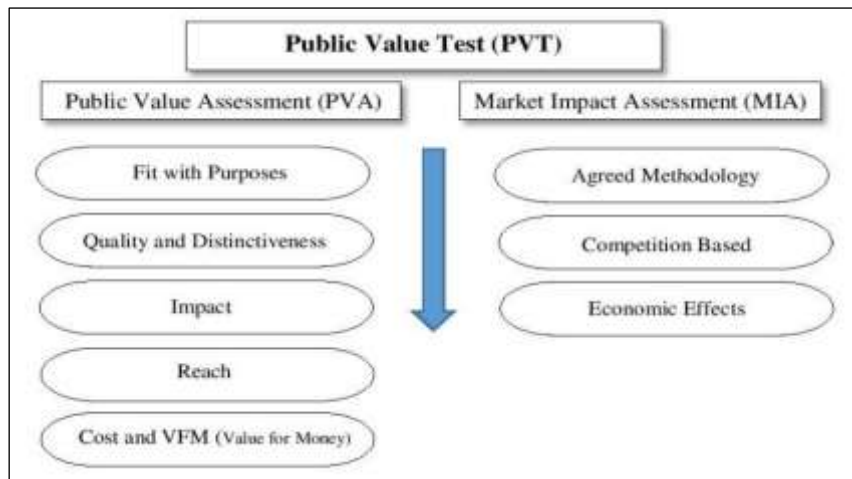 Public Value Test (PVT)
Public Value Assessment (PVA)
Market Impact Assessment (MIA)
Fit with Purposes
Quality and Distinctiveness
Impact
Reach
Cost and VFM (Value for Money)
Agreed Methodology
Competition Based
Economic Effects